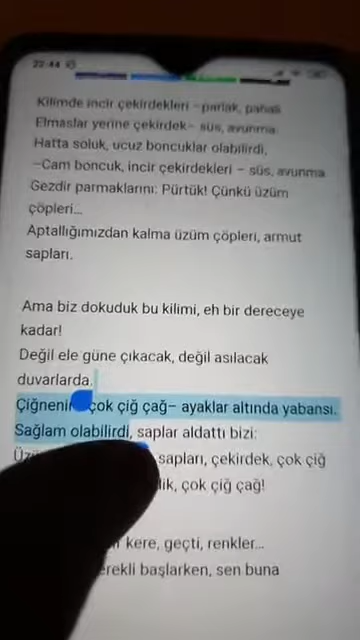 22:44
Kilimde incir çekirdekleri – parlak, pahalı
Elmaslar yerine çekirdek– süs, avunma.
Hatta soluk, ucuz boncuklar olabilirdi,
–Cam boncuk, incir çekirdekleri – süs, avunma
Gezdir parmaklarını: Pürtük! Çünkü üzüm
çöpleri...
Aptallığımızdan kalma üzüm çöpleri, armut
sapları.
Ama biz dokuduk bu kilimi, eh bir dereceye
kadar!
Değil ele güne çıkacak, değil asılacak
duvarlarda.
çok çiğ çağ– ayaklar altında yabansı.
Sağlam olabilirdi, saplar aldattı bizi:
sapları, çekirdek, çok çiğ
çok çiğ çağ!
kere, geçti, renkler...
başlarken, sen buna